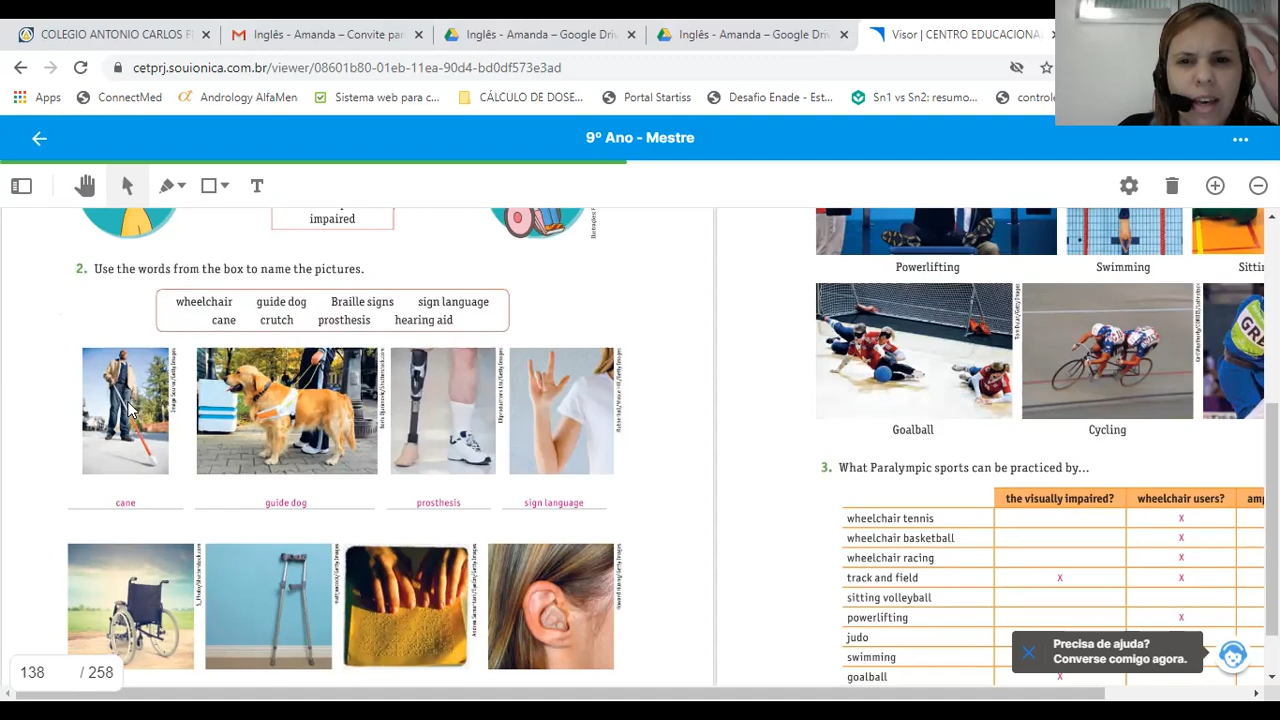 COLEGIO ANTONIO CARLOS F
Inglês - Amanda – Convite par
Inglês - Amanda – Google Driv
Inglês - Amanda – Google Driv
Visor | CENTRO EDUCACIONAL
cetprj.souionica.com.br/viewer/08601b80-01eb-11ea-90d4-bd0df573e3ad
Apps
ConnectMed
Andrology AlfaMen
Sistema web para c...
CÁLCULO DE DOSE...
Portal Startiss
Desafio Enade - Est...
Sn1 vs Sn2: resumo...
controle
9º Ano - Mestre
impaired
2. Use the words from the box to name the pictures.
wheelchair guide dog Braille signs sign language
cane crutch prosthesis hearing aid
cane
guide dog
prosthesis
sign language
138 / 258
Powerlifting
Swimming
Sitti
GRE
Goalball
Cycling
3. What Paralympic sports can be practiced by...
the visually impaired? wheelchair users? am
wheelchair tennis x
wheelchair basketball x
wheelchair racing x
track and field x x
sitting volleyball
powerlifting x
judo
swimming
goalball x
Precisa de ajuda?
Converse comigo agora.